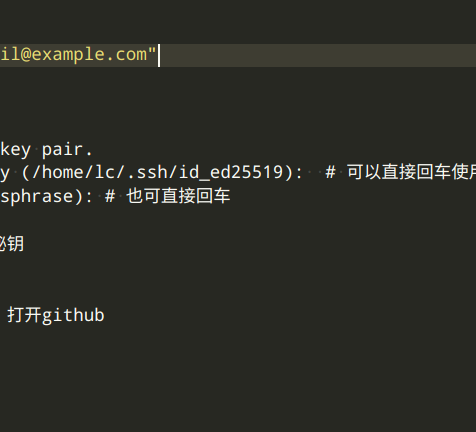 il@example.com"
key pair.
y (/home/lc/.ssh/id_ed25519):  # 可以直接回车使用
sphrase): # 也可直接回车
秘钥
打开github